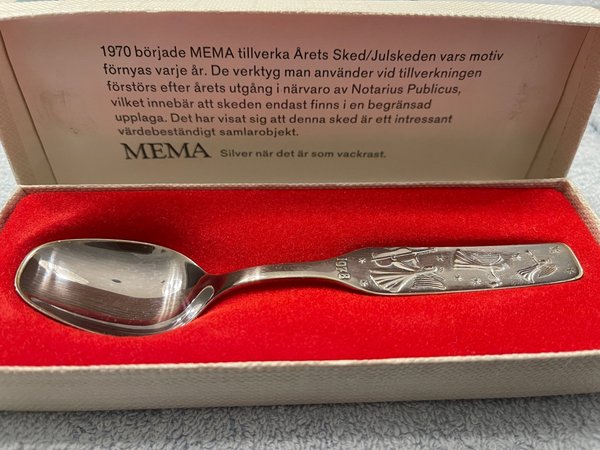 1970 började MEMA tillverka Årets Sked/Julskeden vars motiv
förnyas varje år. De verktyg man använder vid tillverkningen
förstörs efter årets utgång i närvaro av Notarius Publicus,
vilket innebär att skeden endast finns i en begränsad
upplaga. Det har visat sig att denna sked är ett intressant
värdebeständigt samlarobjekt.
MEMA Silver när det är som vackrast.
1978